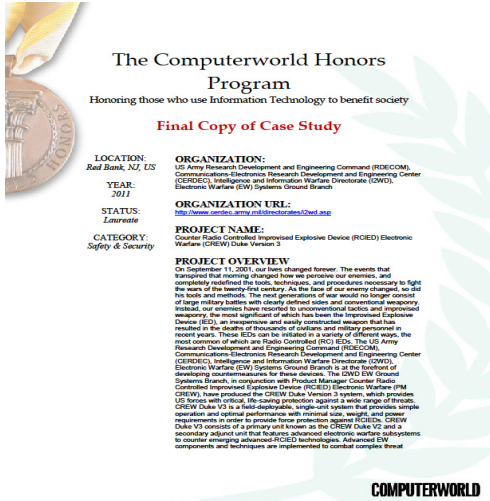 The Computerworld Honors
Program
Honoring those who use Information Technology to benefit society
Final Copy of Case Study
HONORS
LOCATION:
Red Bank, NJ, US
YEAR:
2011
STATUS:
Laureate
CATEGORY:
Safety & Security
ORGANIZATION:
US Army Research Development and Engineering Command (RDECOM),
Communications-Electronics Research Development and Engineering Center
(CERDEC), Intelligence and Information Warfare Directorate (I2WD),
Electronic Warfare (EW) Systems Ground Branch
ORGANIZATION URL:
http://www.cerdec.army.mil/directorates/i2wd.asp
PROJECT NAME:
Counter Radio Controlled Improvised Explosive Device (RCIED) Electronic
Warfare (CREW) Duke Version 3
PROJECT OVERVIEW
On September 11, 2001, our lives changed forever. The events that
transpired that morning changed how we perceive our enemies, and
completely redefined the tools, techniques, and procedures necessary to fight
the wars of the twenty-first century. As the face of our enemy changed, so did
his tools and methods. The next generations of war would no longer consist
of large military battles with clearly defined sides and conventional weaponry.
Instead, our enemies have resorted to unconventional tactics and improvised
weaponry, the most significant of which has been the Improvised Explosive
Device (IED), an inexpensive and easily constructed weapon that has
resulted in the deaths of thousands of civilians and military personnel in
recent years. These IEDs can be initiated in a variety of different ways, the
most common of which are Radio Controlled (RC) IEDs. The US Army
Research Development and Engineering Command (RDECOM),
Communications-Electronics Research Development and Engineering Center
(CERDEC), Intelligence and Information Warfare Directorate (I2WD),
Electronic Warfare (EW) Systems Ground Branch is at the forefront of
developing countermeasures for these devices. The I2WD EW Ground
Systems Branch, in conjunction with Product Manager Counter Radio
Controlled Improvised Explosive Device (RCIED) Electronic Warfare (PM
CREW), have produced the CREW Duke Version 3 system, which provides
US forces with critical, life-saving protection against a wide range of threats.
CREW Duke V3 is a field-deployable, single-unit system that provides simple
operation and optimal performance with minimal size, weight, and power
requirements in order to provide force protection against RCIEDs. CREW
Duke V3 consists of a primary unit known as the CREW Duke V2 and a
secondary adjunct unit that features advanced electronic warfare subsystems
to counter emerging advanced-RCIED technologies. Advanced EW
components and techniques are implemented to combat complex threat
COMPUTERWORLD